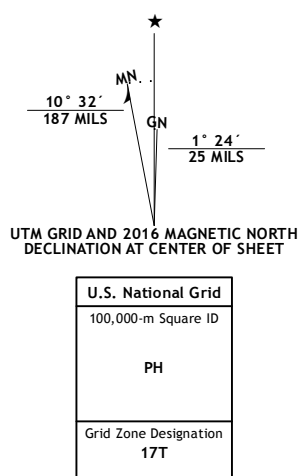 ★
MN
GN
10° 32´
187 MILS
1° 24´
25 MILS
UTM GRID AND 2016 MAGNETIC NORTH
DECLINATION AT CENTER OF SHEET
U.S. National Grid
100,000-m Square ID
PH
Grid Zone Designation
17T